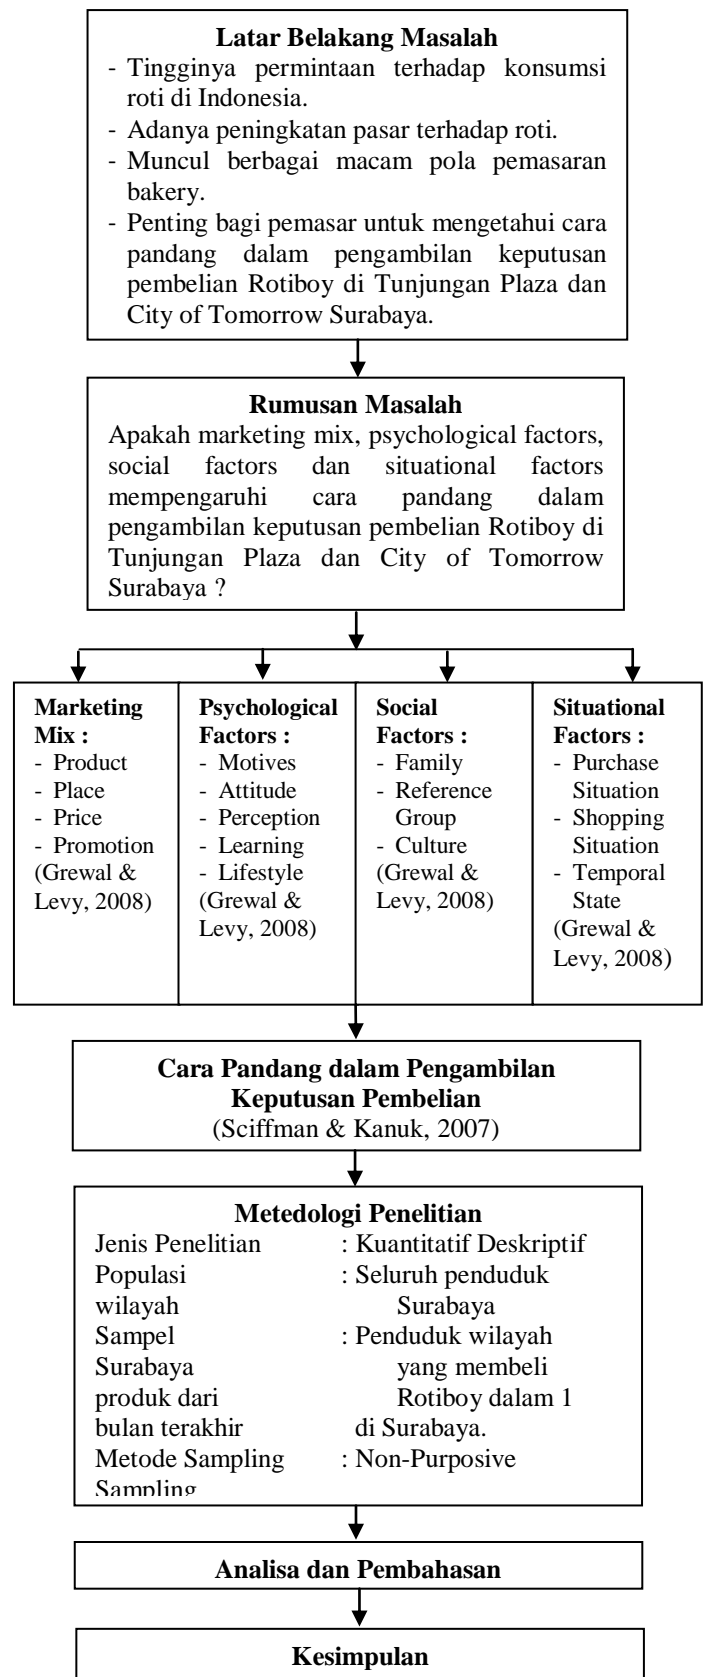 Latar Belakang Masalah
- Tingginya permintaan terhadap konsumsi
roti di Indonesia.
- Adanya peningkatan pasar terhadap roti.
- Muncul berbagai macam pola pemasaran
bakery.
- Penting bagi pemasar untuk mengetahui cara
pandang dalam pengambilan keputusan
pembelian Rotiboy di Tunjungan Plaza dan
City of Tomorrow Surabaya.
Rumusan Masalah
Apakah marketing mix, psychological factors,
social factors dan situational factors
mempengaruhi cara pandang dalam
pengambilan keputusan pembelian Rotiboy di
Tunjungan Plaza dan City of Tomorrow
Surabaya ?
Marketing
Mix :
- Product
- Place
- Price
- Promotion
(Grewal &
Levy, 2008)
Psychological
Factors :
- Motives
- Attitude
- Perception
- Learning
- Lifestyle
(Grewal &
Levy, 2008)
Social
Factors :
- Family
- Reference
Group
- Culture
(Grewal &
Levy, 2008)
Situational
Factors :
- Purchase
Situation
- Shopping
Situation
- Temporal
State
(Grewal &
Levy, 2008)
Cara Pandang dalam Pengambilan
Keputusan Pembelian
(Sciffman & Kanuk, 2007)
Metedologi Penelitian
Jenis Penelitian : Kuantitatif Deskriptif
Populasi : Seluruh penduduk
wilayah Surabaya
Sampel : Penduduk wilayah
Surabaya yang membeli
produk dari Rotiboy dalam 1
bulan terakhir di Surabaya.
Metode Sampling : Non-Purposive
Sampling
Analisa dan Pembahasan
Kesimpulan